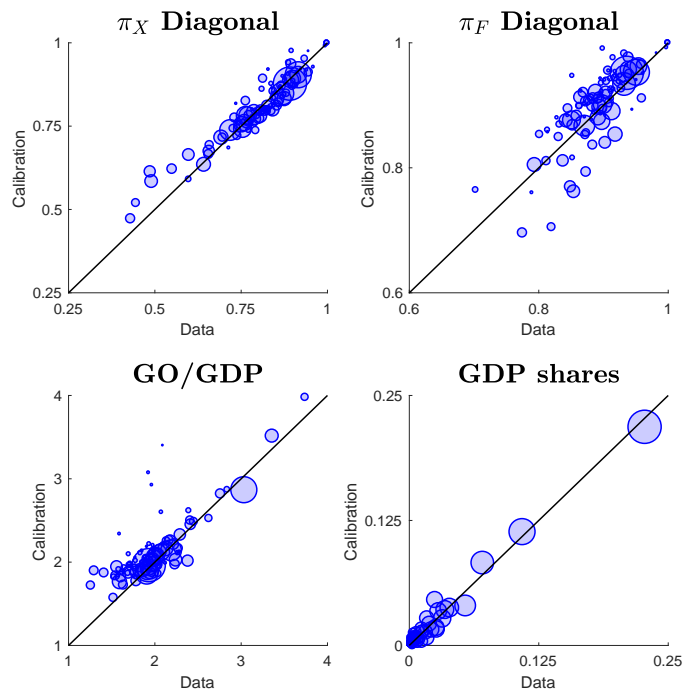 π_X Diagonal
1
0.75
0.5
0.25
Calibration
0.25 0.5 0.75 1
Data
π_F Diagonal
1
0.8
0.6
Calibration
0.6 0.8 1
Data
GO/GDP
4
3
2
1
Calibration
1 2 3 4
Data
GDP shares
0.25
0.125
0
Calibration
0 0.125 0.25
Data